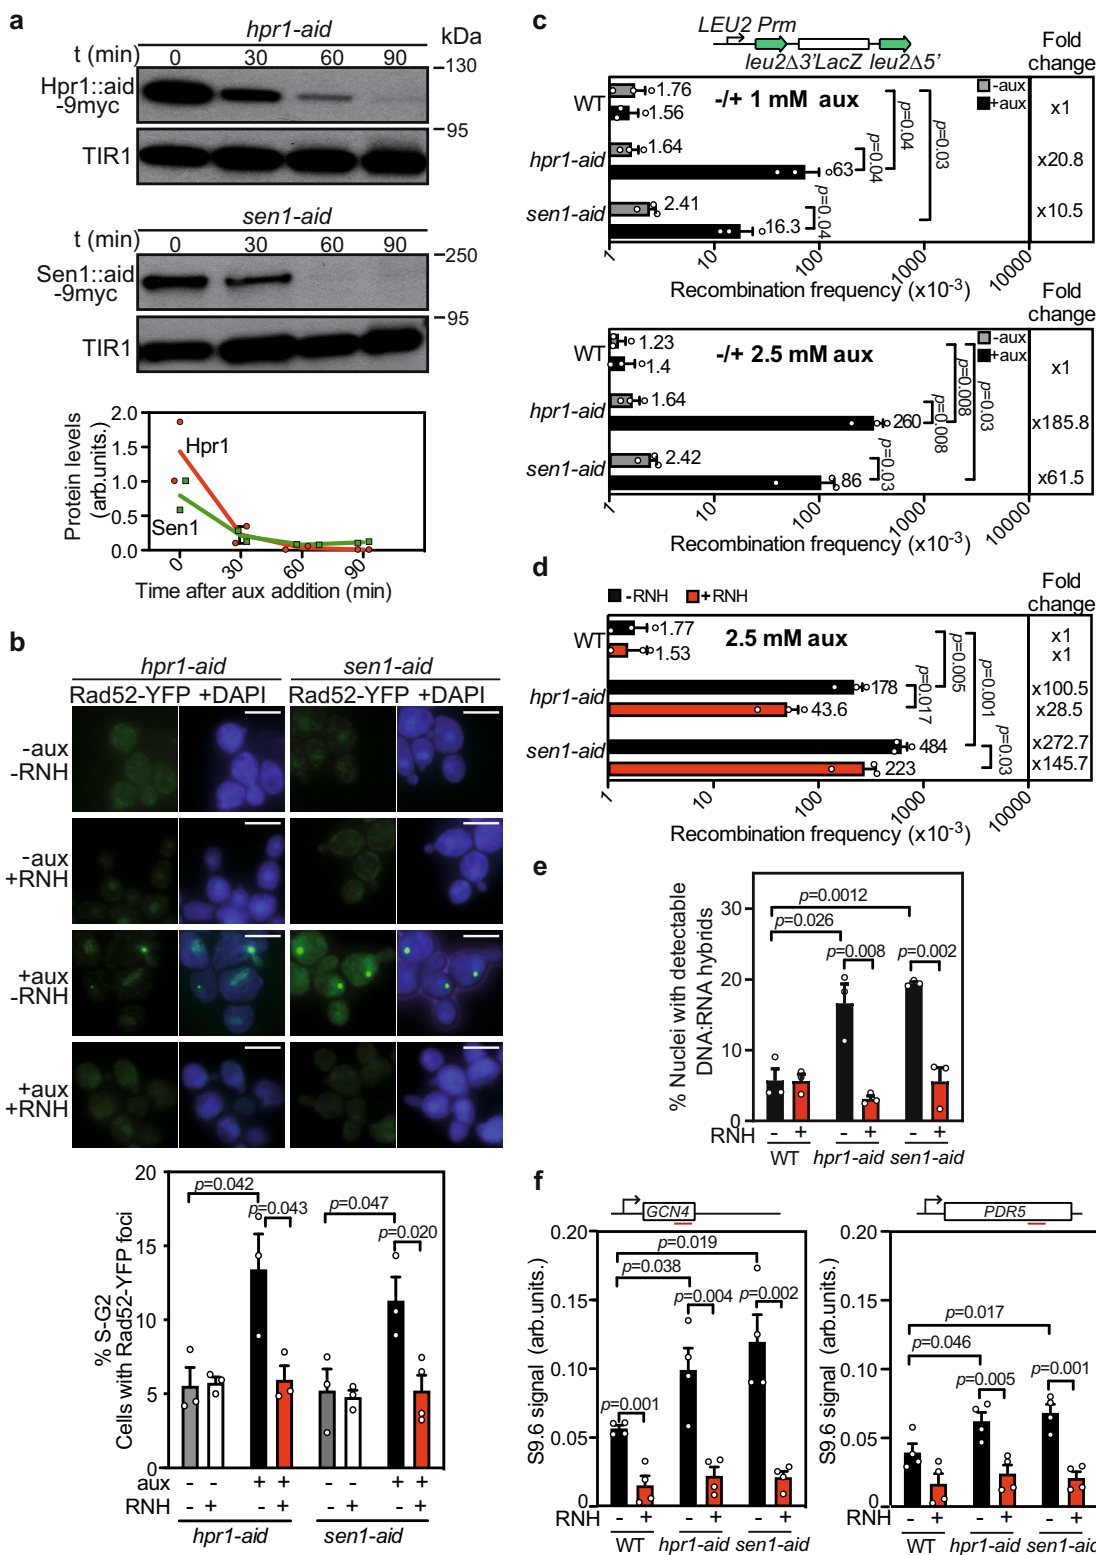 a
hpr1-aid
t (min) 0 30 60 90 kDa
Hpr1::aid
-9myc
130
95
TIR1
sen1-aid
t (min) 0 30 60 90
Sen1::aid
-9myc
250
95
TIR1
Protein levels
(arb.units.)
2.0
1.5
1.0
0.5
0.0
Hpr1
Sen1
0 30 60 90
Time after aux addition (min)
b
hpr1-aid sen1-aid
Rad52-YFP +DAPI Rad52-YFP +DAPI
-aux
-RNH
-aux
+RNH
+aux
-RNH
+aux
+RNH
% S-G2
Cells with Rad52-YFP foci
20
15
10
5
0
p=0.042
p=0.043
p=0.047
p=0.020
aux - - + + - - + +
RNH - + - + - + - +
hpr1-aid sen1-aid
c
LEU2 Prm
leu2Δ3'LacZ leu2Δ5'
Fold
change
-/+ 1 mM aux
-aux
+aux
WT 1.76
1.56
x1
hpr1-aid 1.64
63
x20.8
sen1-aid 2.41
16.3
x10.5
p=0.04
p=0.04
p=0.04
p=0.03
1 10 100 1000 10000
Recombination frequency (x10-3)
Fold
change
-/+ 2.5 mM aux
-aux
+aux
WT 1.23
1.4
x1
hpr1-aid 1.64
260
x185.8
sen1-aid 2.42
86
x61.5
p=0.008
p=0.008
p=0.03
p=0.03
1 10 100 1000 10000
Recombination frequency (x10-3)
d
-RNH +RNH
Fold
change
2.5 mM aux
WT 1.77 x1
1.53 x1
hpr1-aid 178 x100.5
43.6 x28.5
sen1-aid 484 x272.7
223 x145.7
p=0.017
p=0.005
p=0.001
p=0.03
1 10 100 1000 10000
Recombination frequency (x10-3)
e
% Nuclei with detectable
DNA:RNA hybrids
30
20
10
0
p=0.0012
p=0.026
p=0.008
p=0.002
RNH - + - + - +
WT hpr1-aid sen1-aid
f
GCN4
S9.6 signal (arb.units.)
0.20
0.15
0.10
0.05
0
p=0.019
p=0.038
p=0.004
p=0.002
p=0.001
RNH - + - + - +
WT hpr1-aid sen1-aid
PDR5
S9.6 signal (arb.units.)
0.20
0.15
0.10
0.05
0
p=0.017
p=0.046
p=0.005
p=0.001
RNH - + - + - +
WT hpr1-aid sen1-aid